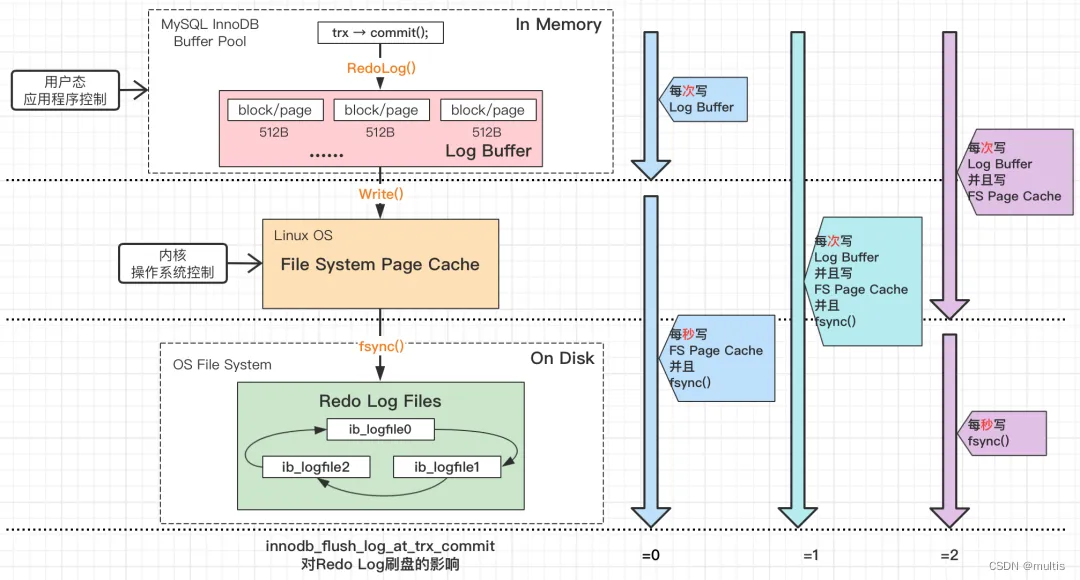 MySQL InnoDB
Buffer Pool
In Memory
trx → commit();
RedoLog()
用户态
应用程序控制
block/page
block/page
block/page
512B
512B
512B
......
Log Buffer
Write()
Linux OS
File System Page Cache
内核
操作系统控制
fsync()
On Disk
OS File System
Redo Log Files
ib_logfile0
ib_logfile2
ib_logfile1
innodb_flush_log_at_trx_commit
对Redo Log刷盘的影响
每次写
Log Buffer
每秒写
FS Page Cache
并且
fsync()
=0
每次写
Log Buffer
并且写
FS Page Cache
并且
fsync()
=1
每次写
Log Buffer
并且写
FS Page Cache
每秒写
fsync()
=2
CSDN @multis